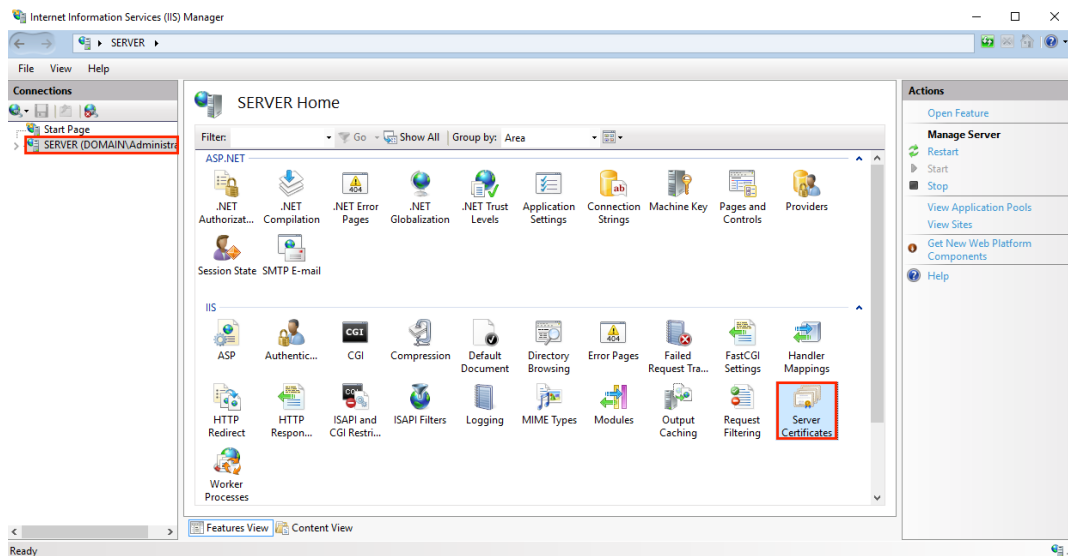 Internet Information Services (IIS) Manager
SERVER
File View Help
Connections
Start Page
SERVER (DOMAIN\Administra
SERVER Home
Filter: Go Show All Group by: Area
ASP.NET
.NET Authorizat...
.NET Compilation
.NET Error Pages
.NET Globalization
.NET Trust Levels
Application Settings
Connection Strings
Machine Key
Pages and Controls
Providers
Session State
SMTP E-mail
IIS
ASP
Authentic...
CGI
Compression
Default Document
Directory Browsing
Error Pages
Failed Request Tra...
FastCGI Settings
Handler Mappings
HTTP Redirect
HTTP Respon...
ISAPI and CGI Restri...
ISAPI Filters
Logging
MIME Types
Modules
Output Caching
Request Filtering
Server Certificates
Worker Processes
Features View Content View
Actions
Open Feature
Manage Server
Restart
Start
Stop
View Application Pools
View Sites
Get New Web Platform
Components
Help
Ready